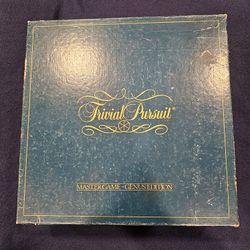 Trivial Pursuit
MASTER GAME - GENUS EDITION